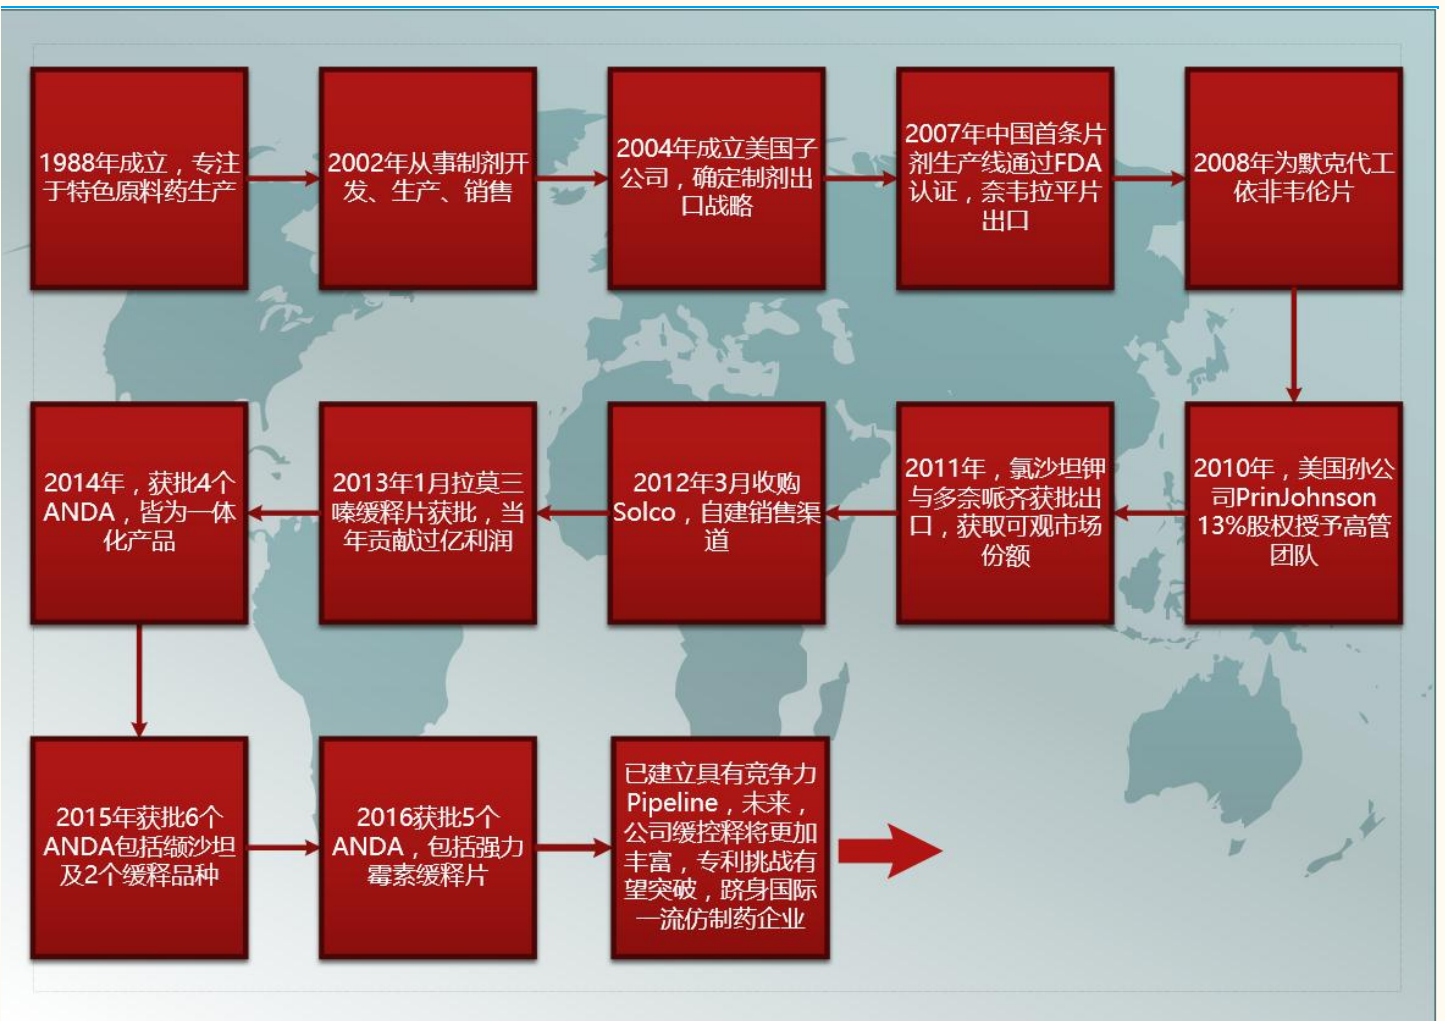 1988年成立，专注
于特色原料药生产
2002年从事制剂开
发、生产、销售
2004年成立美国子
公司，确定制剂出
口战略
2007年中国首条片
剂生产线通过FDA
认证，奈韦拉平片
出口
2008年为默克代工
依非韦伦片
2010年，美国孙公
司PrinJohnson
13%股权授予高管
团队
2011年，氯沙坦钾
与多奈哌齐获批出
口，获取可观市场
份额
2012年3月收购
Solco，自建销售渠
道
2013年1月拉莫三
嗪缓释片获批，当
年贡献过亿利润
2014年，获批4个
ANDA，皆为一体
化产品
2015年获批6个
ANDA包括缬沙坦
及2个缓释品种
2016获批5个
ANDA，包括强力
霉素缓释片
已建立具有竞争力
Pipeline，未来，
公司缓控释将更加
丰富，专利挑战有
望突破，跻身国际
一流仿制药企业